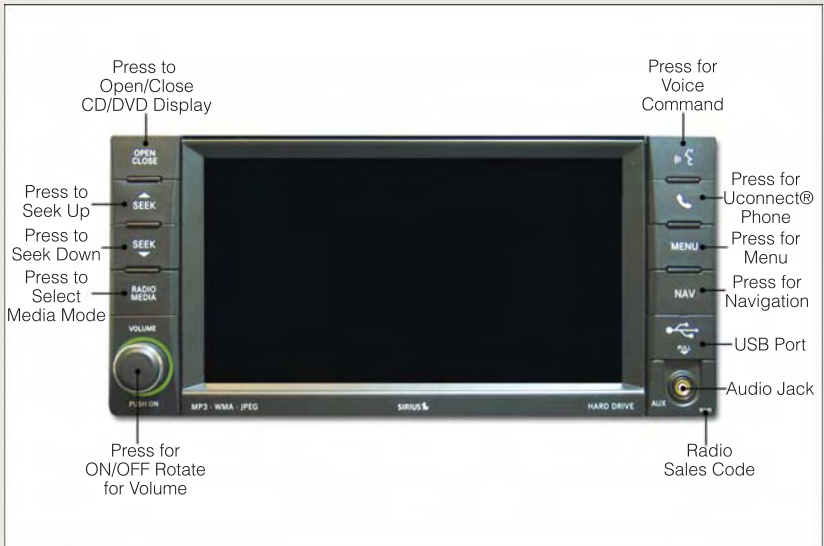 Press to
Open/Close
CD/DVD Display
Press for
Voice
Command
OPEN
CLOSE
Press to
Seek Up
SEEK
Press for
Uconnect®
Phone
Press to
Seek Down
SEEK
MENU
Press for
Menu
Press to
Select
Media Mode
RADIO
MEDIA
NAV
Press for
Navigation
VOLUME
PULL
USB Port
Audio Jack
PUSH ON
MP3 · WMA · JPEG
SIRIUS
HARD DRIVE
AUX
Press for
ON/OFF Rotate
for Volume
Radio
Sales Code